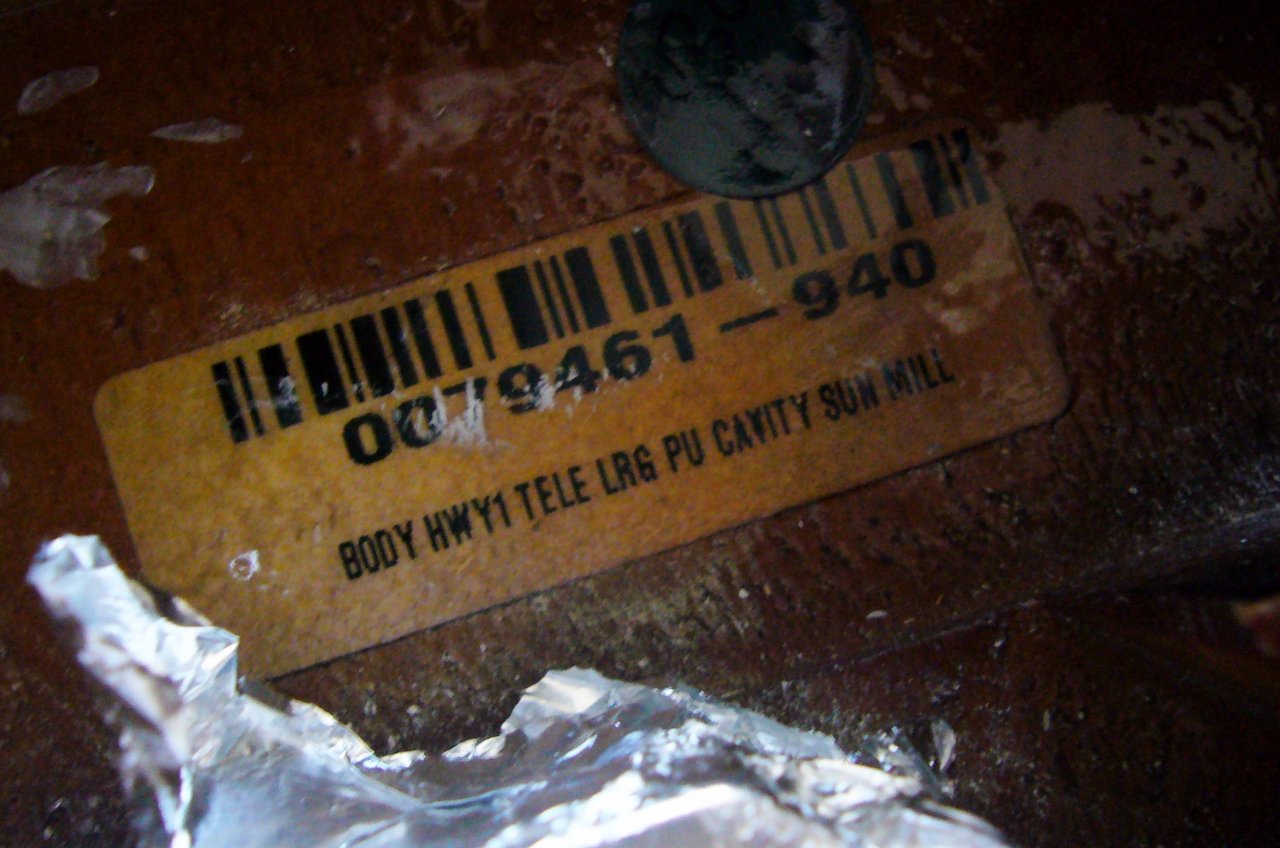 0079461-940
BODY HWY1 TELE LRG PU CAVITY SUN MILL